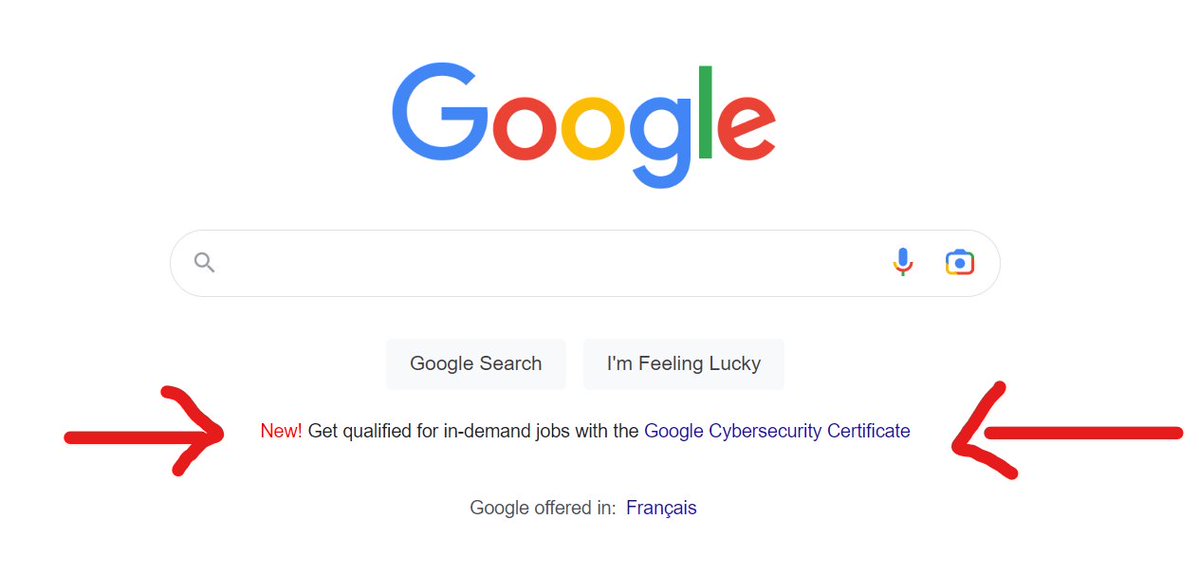 Google
Google Search
I'm Feeling Lucky
New! Get qualified for in-demand jobs with the Google Cybersecurity Certificate
Google offered in: Français